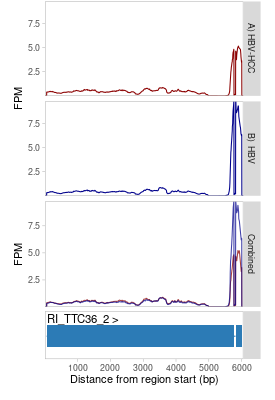 FPM
7.5
5.0
2.5
A) HBV-HCC
7.5
5.0
2.5
B) HBV
FPM
7.5
5.0
2.5
Combined
RI_TTC36_2 >
1000 2000 3000 4000 5000 6000
Distance from region start (bp)